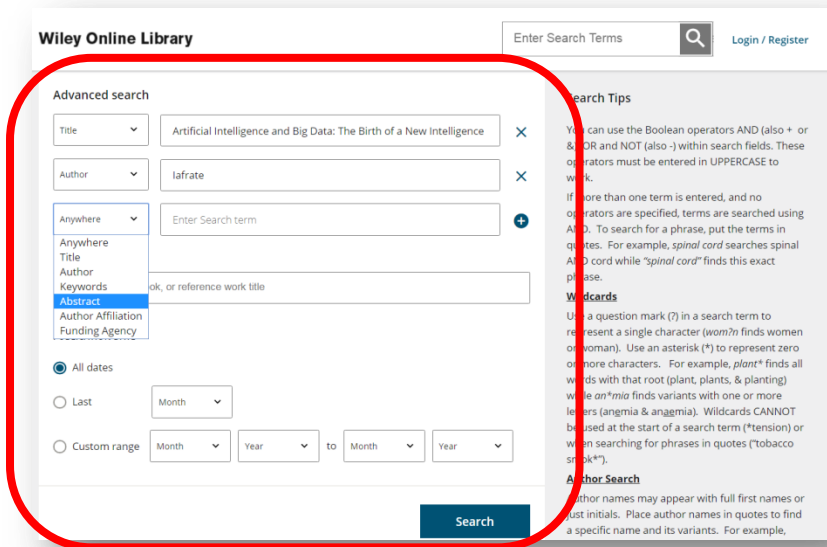 Wiley Online Library
Enter Search Terms
Login / Register
Advanced search
Title
Artificial Intelligence and Big Data: The Birth of a New Intelligence
Author
Iafrate
Anywhere
Enter Search term
Anywhere
Title
Author
Keywords
Abstract
Author Affiliation
Funding Agency
ok, or reference work title
All dates
Last
Month
Custom range
Month
Year
to
Month
Year
Search
Search Tips
You can use the Boolean operators AND (also + or
&) OR and NOT (also -) within search fields. These
operators must be entered in UPPERCASE to
work.
If more than one term is entered, and no
operators are specified, terms are searched using
AND. To search for a phrase, put the terms in
quotes. For example, spinal cord searches spinal
AND cord while "spinal cord" finds this exact
phrase.
Wildcards
Use a question mark (?) in a search term to
represent a single character (wom?n finds women
or woman). Use an asterisk (*) to represent zero
or more characters. For example, plant* finds all
words with that root (plant, plants, & planting)
while an*mia finds variants with one or more
letters (anemia & anaemia). Wildcards CANNOT
be used at the start of a search term (*tension) or
when searching for phrases in quotes ("tobacco
smok*").
Author Search
Author names may appear with full first names or
just initials. Place author names in quotes to find
a specific name and its variants. For example,